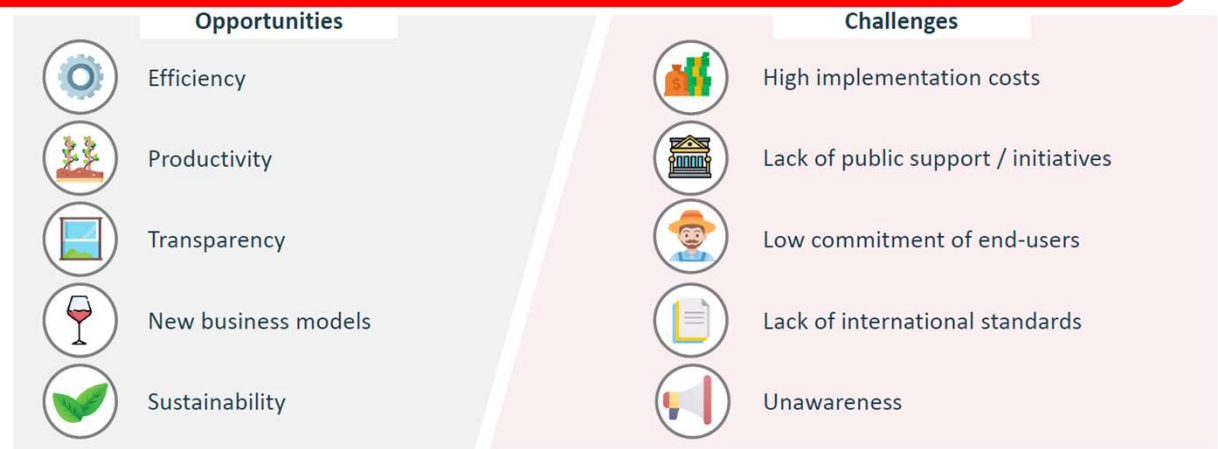 Opportunities
Efficiency
Productivity
Transparency
New business models
Sustainability
Challenges
High implementation costs
Lack of public support / initiatives
Low commitment of end-users
Lack of international standards
Unawareness